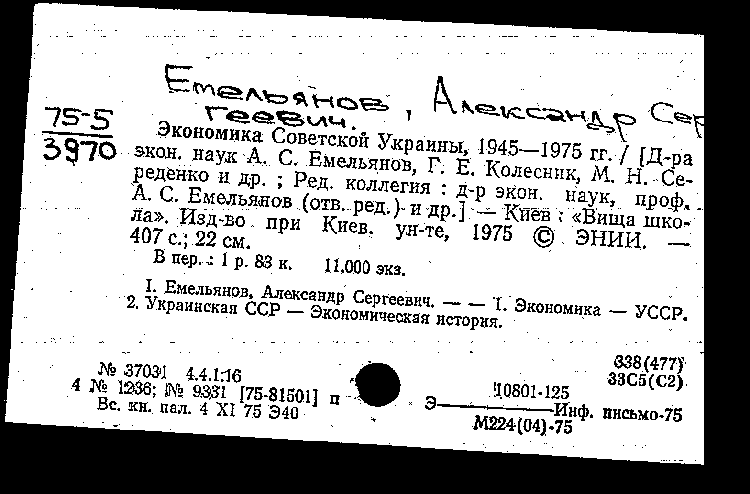 Емельянов, Александр Сер
геевич.
75-5
3970
Экономика Советской Украины, 1945—1975 гг. / [Д-ра
экон. наук А. С. Емельянов, Г. Е. Колесник, М. Н. Се-
реденко и др. ; Ред. коллегия : д-р экон. наук, проф.
А. С. Емельянов (отв. ред.) и др.] — Киев : «Вища шко-
ла». Изд-во при Киев. ун-те, 1975 © ЭНИИ. —
407 с.; 22 см.
В пер. : 1 р. 83 к. 11.000 экз.
I. Емельянов, Александр Сергеевич. — — 1. Экономика — УССР.
2. Украинская ССР — Экономическая история.
338(477)
33С5(С2)
№ 37031 4.4.1:16
4 № 1236; № 9331 [75-81501] п
Вс. кн. пал. 4 XI 75 Э40
Э 10801-125 Инф. письмо-75
М224(04)-75